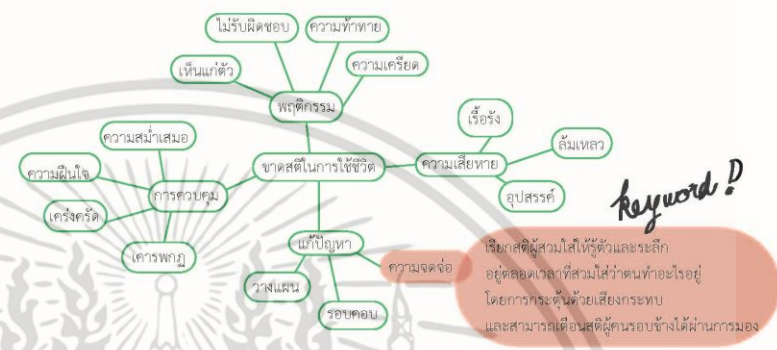 ไม่รับผิดชอบ
ความท้าทาย
เห็นแก่ตัว
ความเครียด
พฤติกรรม
เรื้อรัง
ความสม่ำเสมอ
ล้มเหลว
ความฝืนใจ
การควบคุม
ขาดสติในการใช้ชีวิต
ความเสียหาย
อุปสรรค์
keyword !?
เคร่งครัด
เคารพกฎ
แก้ปัญหา
ความจดจ่อ
วางแผน
รอบคอบ
เรียกสติผู้สวมใส่ให้รู้ตัวและระลึก
อยู่ตลอดเวลาที่สวมใส่ว่าตนทำอะไรอยู่
โดยการกระตุ้นด้วยเสียงกระทบ
และสามารถเตือนสติผู้คนรอบข้างได้ผ่านการมอง